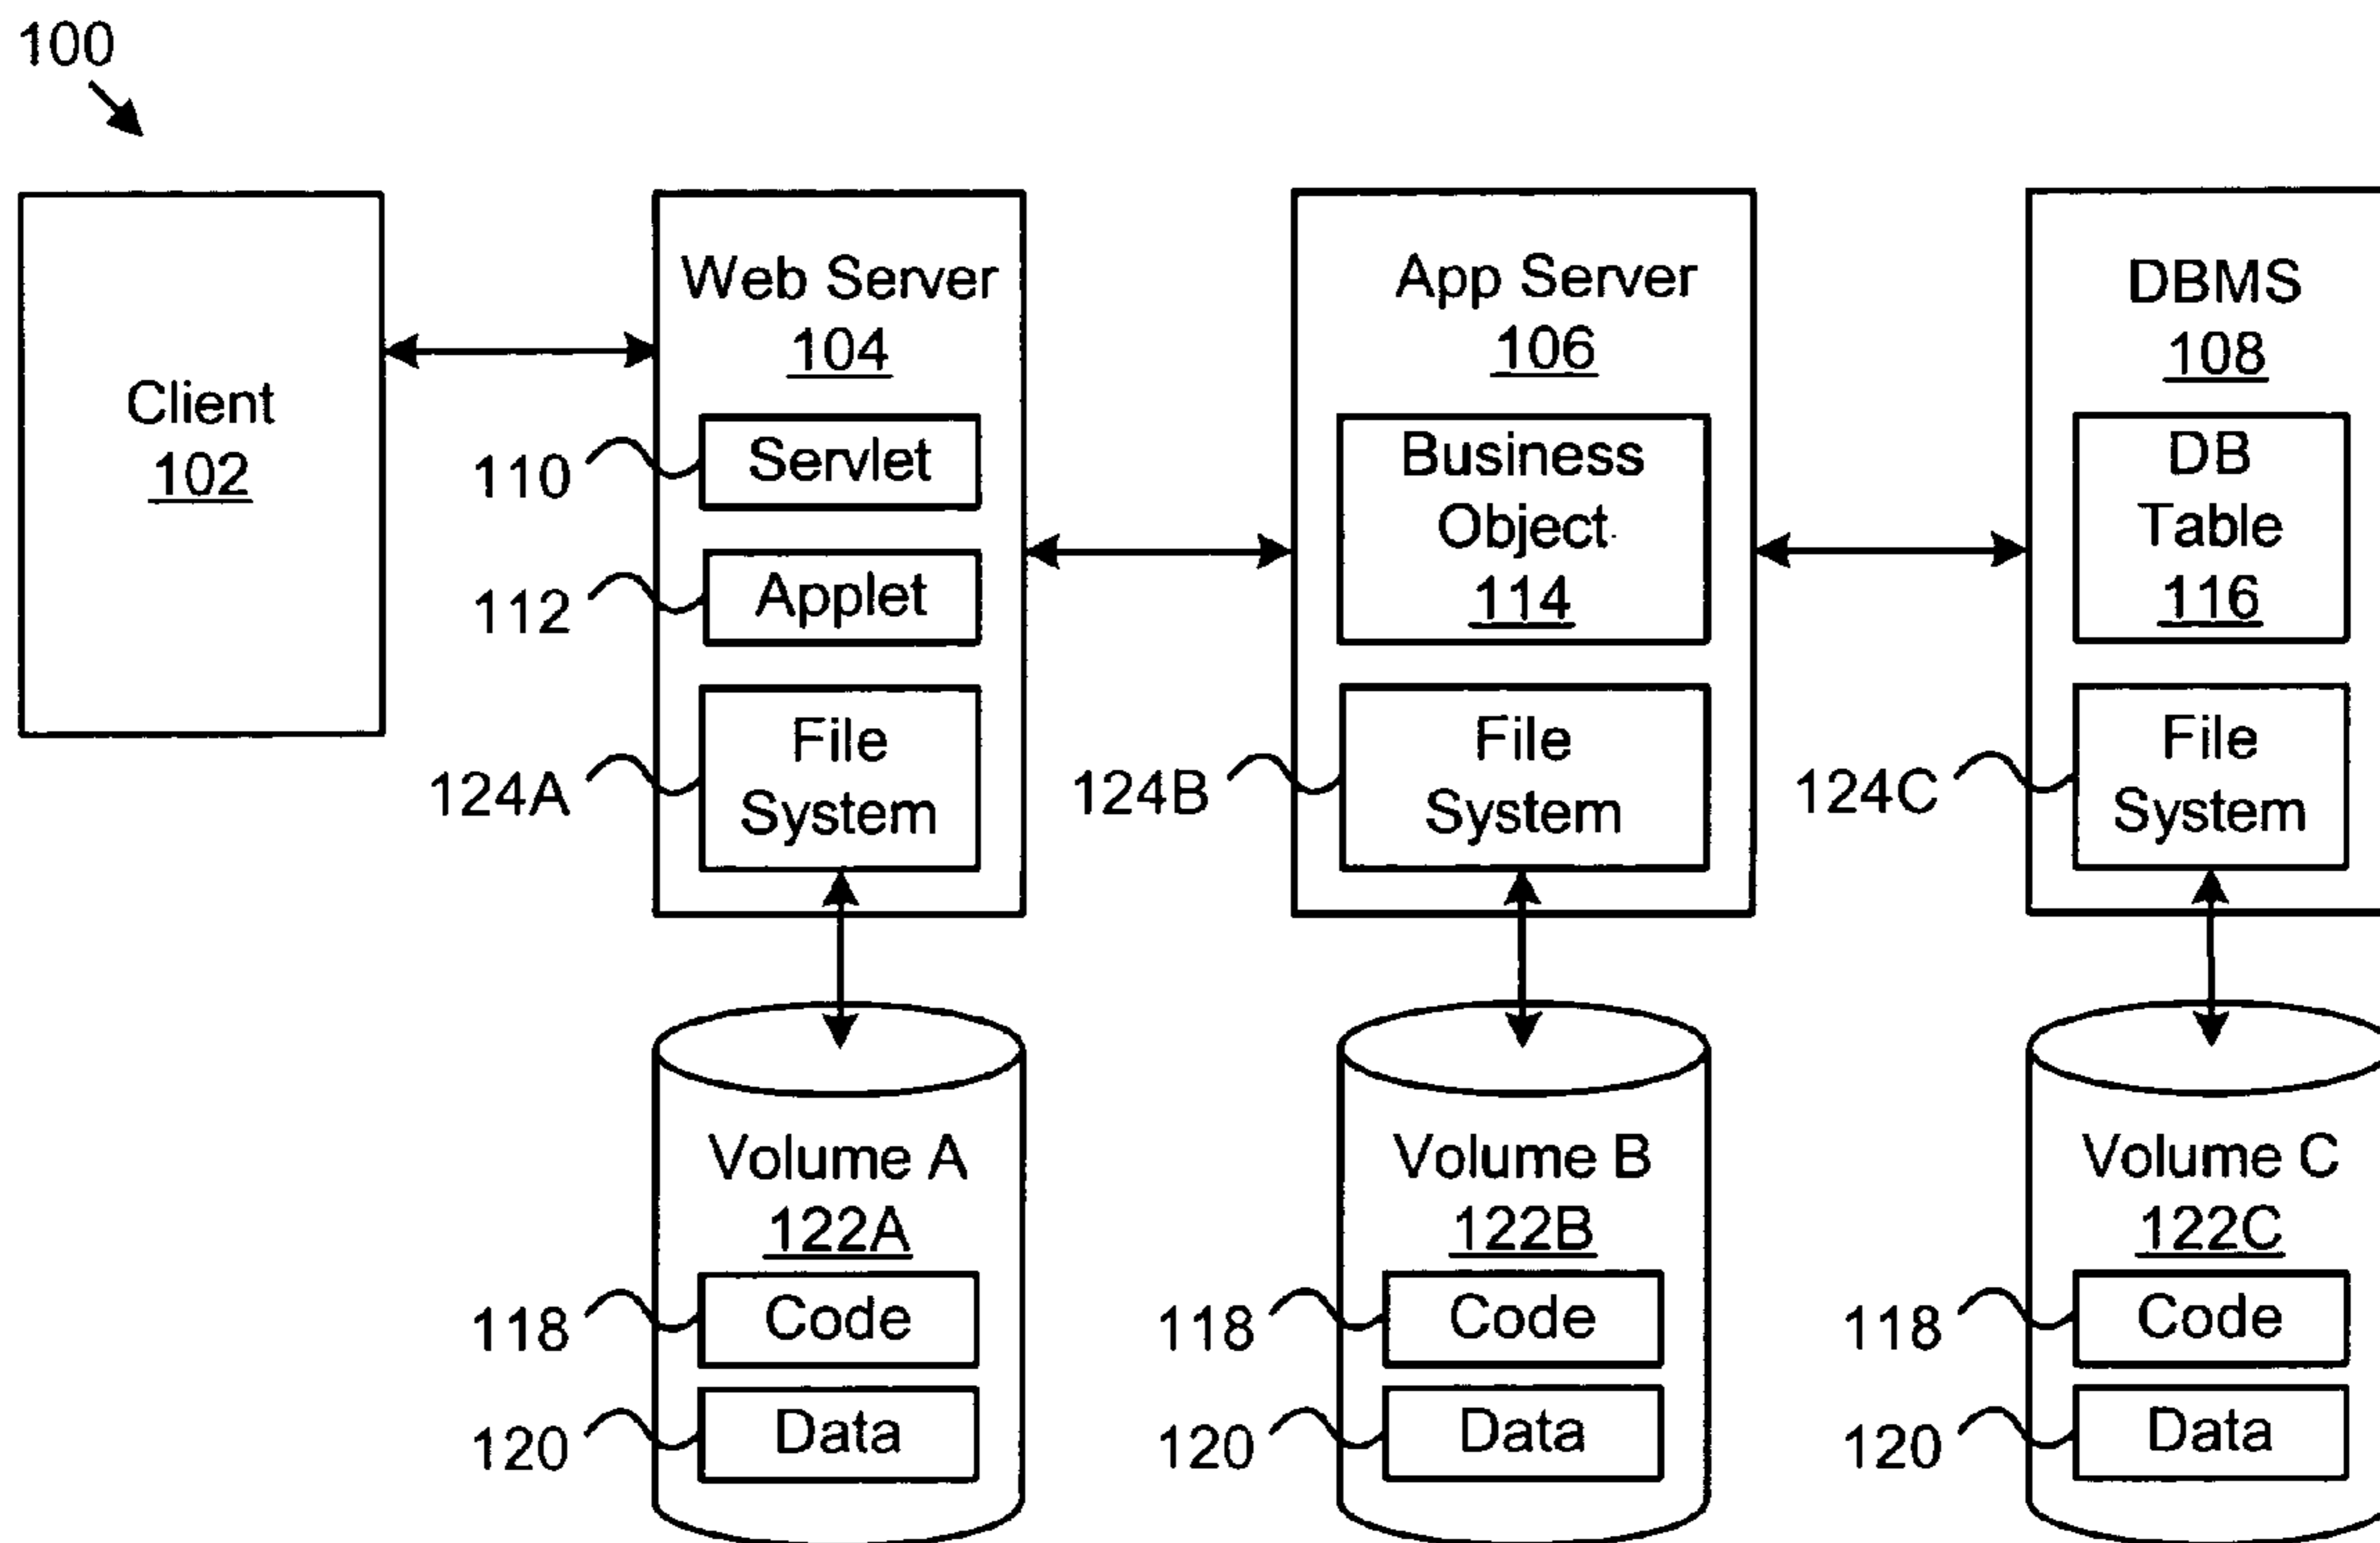 100
Client
102
Web Server
104
110
Servlet
112
Applet
124A
File
System
App Server
106
Business
Object
114
124B
File
System
DBMS
108
DB
Table
116
124C
File
System
Volume A
122A
118
Code
120
Data
Volume B
122B
118
Code
120
Data
Volume C
122C
118
Code
120
Data